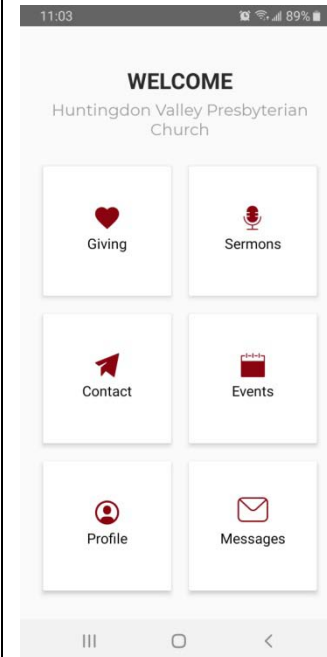 11:03 89%
WELCOME
Huntingdon Valley Presbyterian
Church
Giving Sermons
Contact Events
Profile Messages